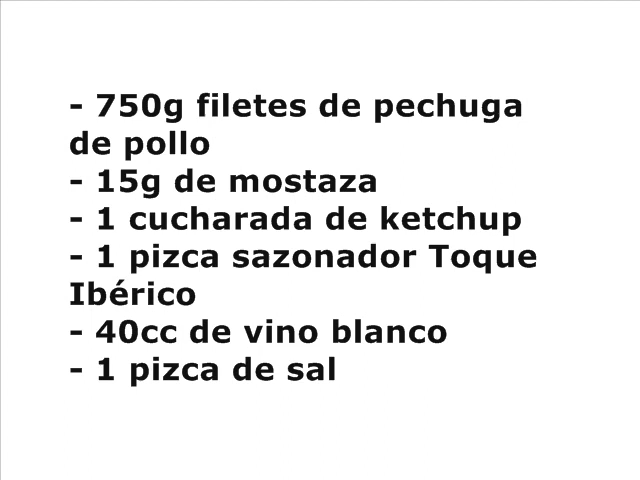 - 750g filetes de pechuga
de pollo
- 15g de mostaza
- 1 cucharada de ketchup
- 1 pizca sazonador Toque
Ibérico
- 40cc de vino blanco
- 1 pizca de sal